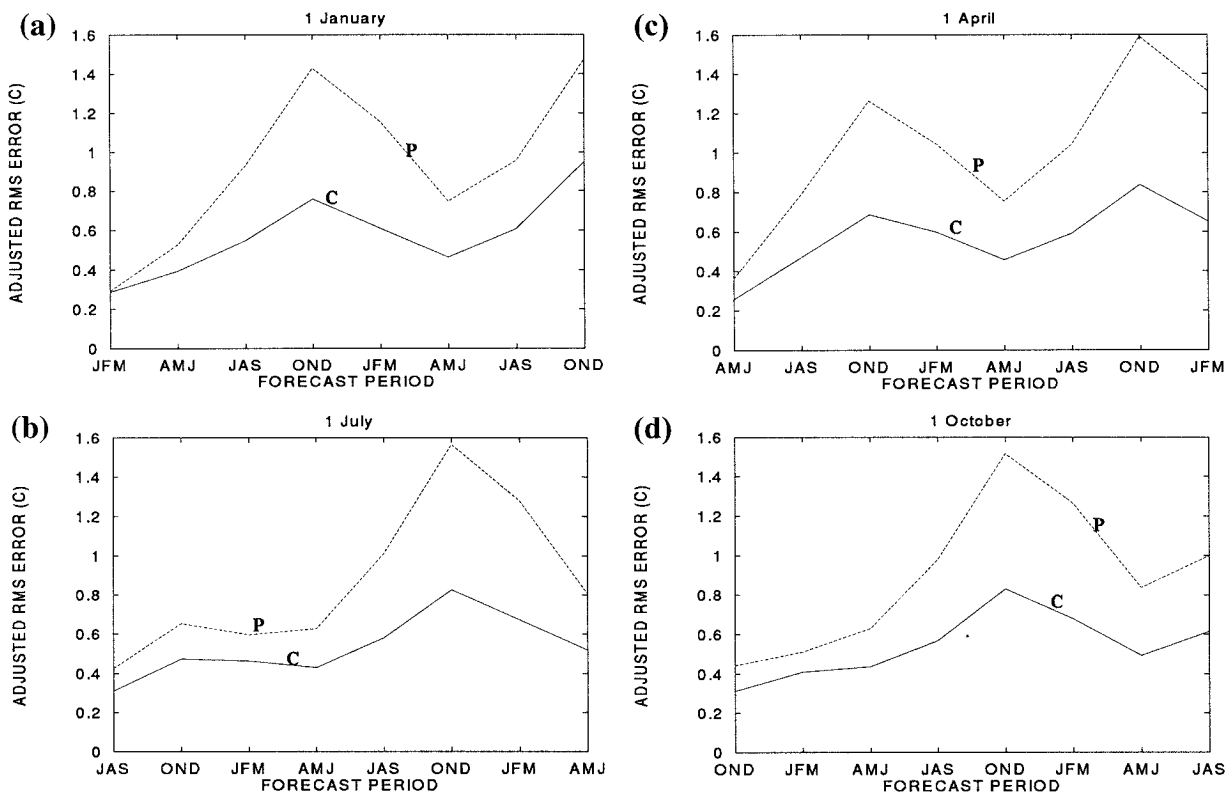 (a)
1 January
ADJUSTED RMS ERROR (C)
1.6
1.4
1.2
1
0.8
0.6
0.4
0.2
0
P
C
JFM AMJ JAS OND JFM AMJ JAS OND
FORECAST PERIOD
(c)
1 April
ADJUSTED RMS ERROR (C)
1.6
1.4
1.2
1
0.8
0.6
0.4
0.2
0
P
C
AMJ JAS OND JFM AMJ JAS OND JFM
FORECAST PERIOD
(b)
1 July
ADJUSTED RMS ERROR (C)
1.6
1.4
1.2
1
0.8
0.6
0.4
0.2
0
P
C
JAS OND JFM AMJ JAS OND JFM AMJ
FORECAST PERIOD
(d)
1 October
ADJUSTED RMS ERROR (C)
1.6
1.4
1.2
1
0.8
0.6
0.4
0.2
0
P
C
OND JFM AMJ JAS OND JFM AMJ JAS
FORECAST PERIOD